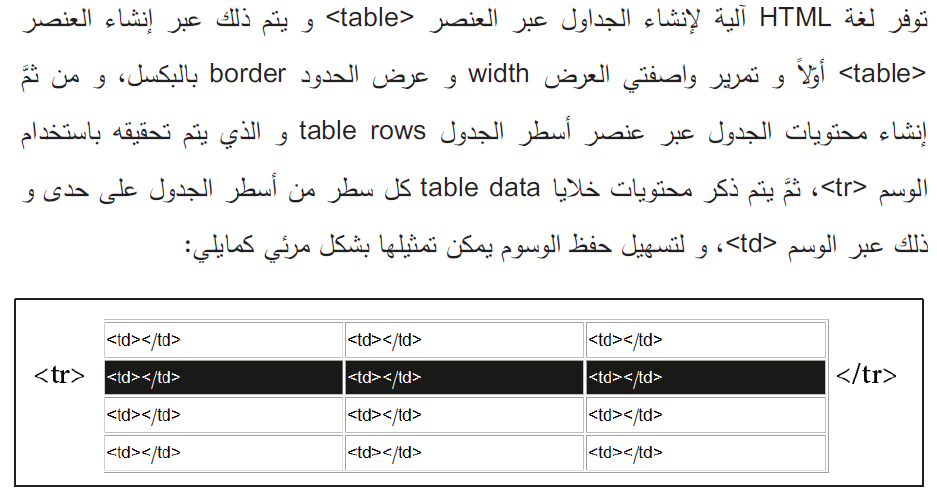 توفر لغة HTML آلية لإنشاء الجداول عبر العنصر <table> و يتم ذلك عبر إنشاء العنصر
<table> أوّلاً و تمرير واصفتي العرض width و عرض الحدود border بالبكسل، و من ثمَّ
إنشاء محتويات الجدول عبر عنصر أسطر الجدول table rows و الذي يتم تحقيقه باستخدام
الوسم <tr>، ثمَّ يتم ذكر محتويات خلايا table data كل سطر من أسطر الجدول على حدى و
ذلك عبر الوسم <td>، و لتسهيل حفظ الوسوم يمكن تمثيلها بشكل مرئي كمايلي:
<td></td> <td></td> <td></td>
<tr> <td></td> <td></td> <td></td> </tr>
<td></td> <td></td> <td></td>
<td></td> <td></td> <td></td>